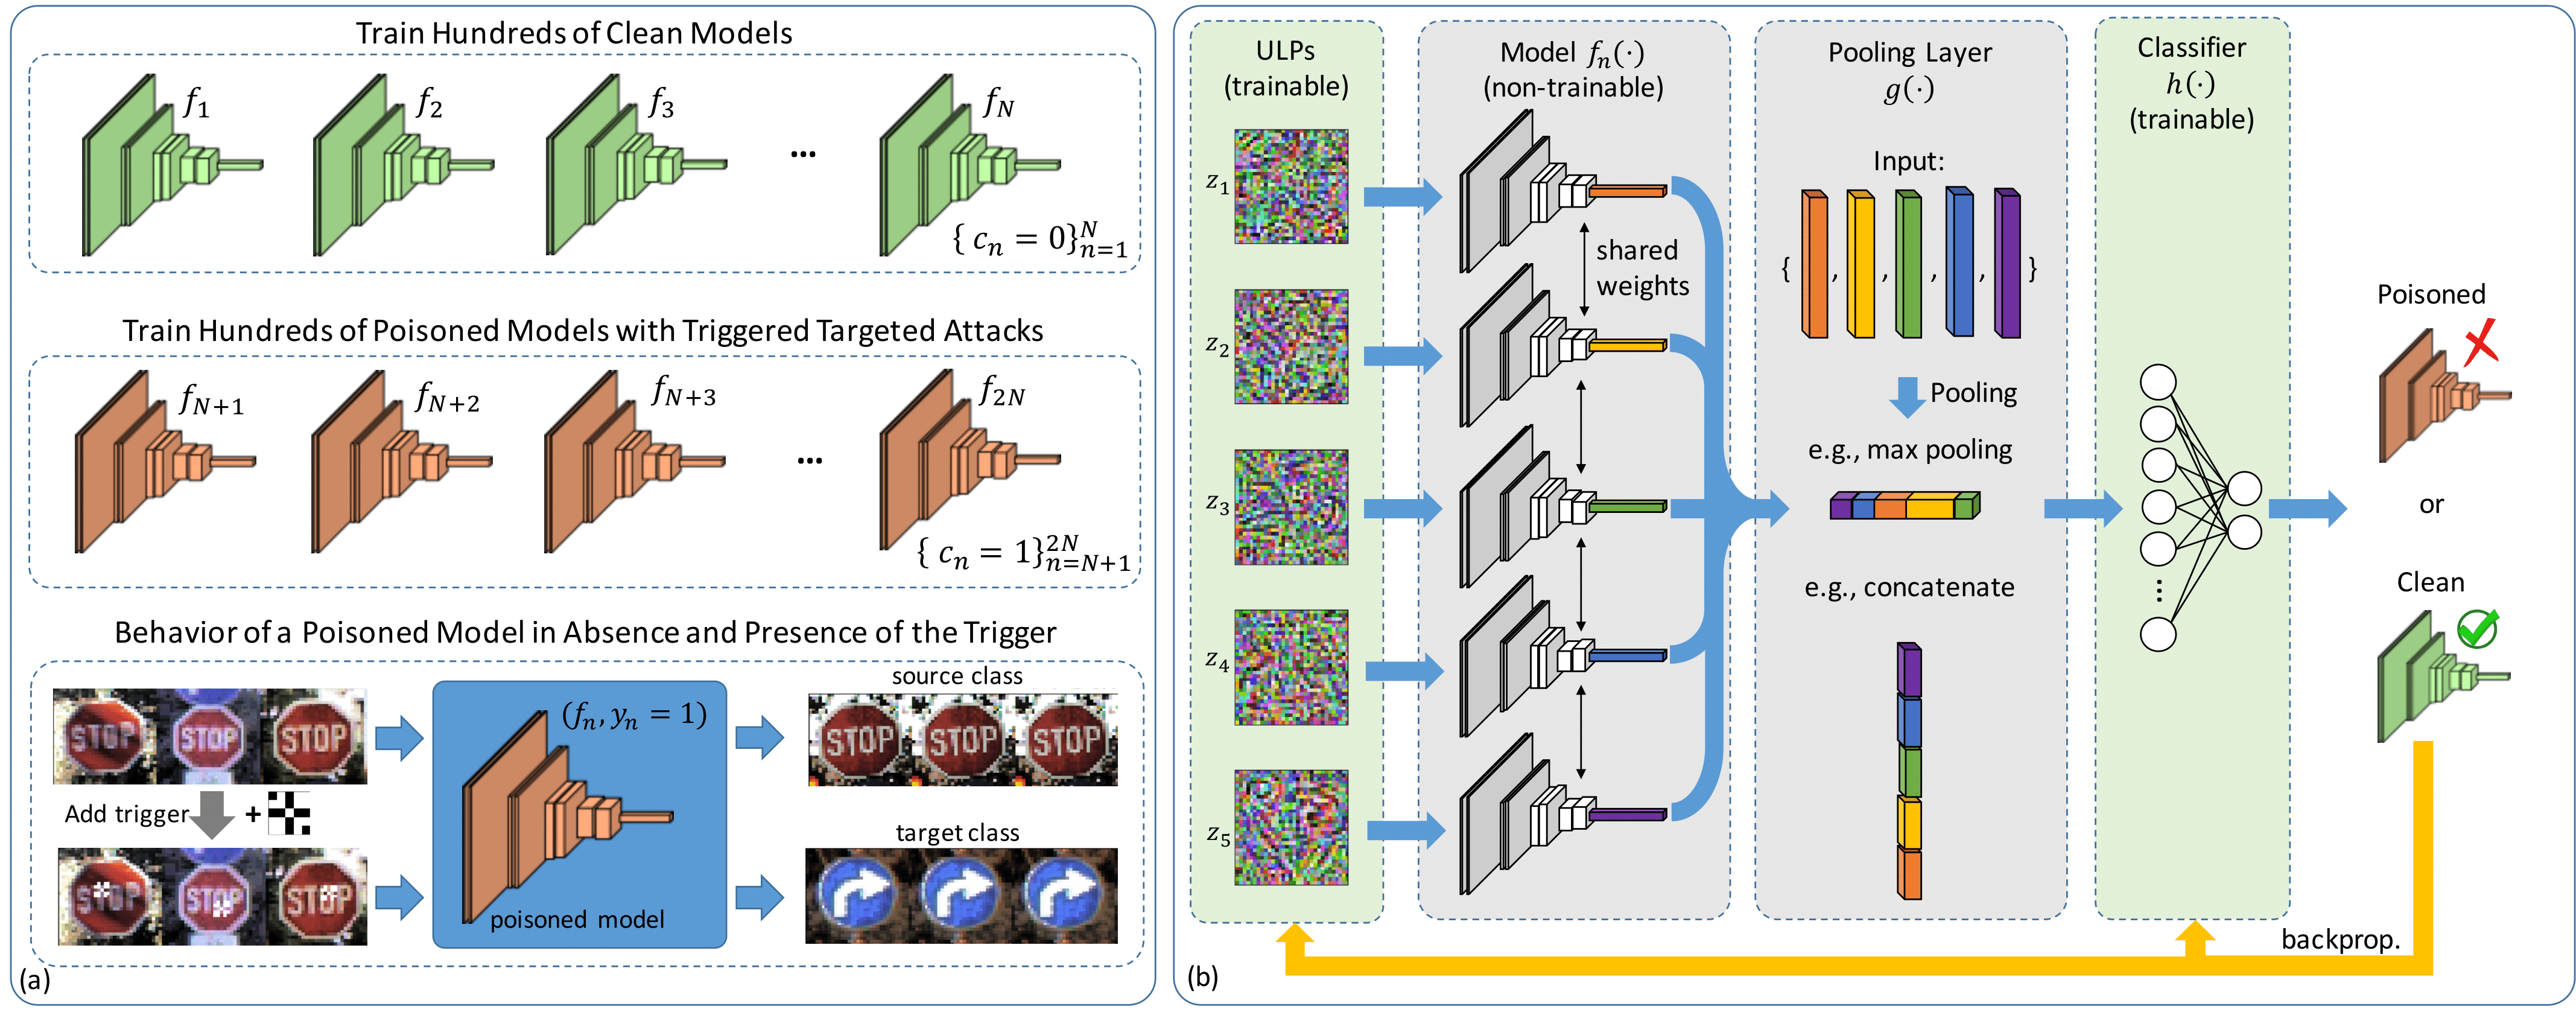 Train Hundreds of Clean Models
f_1
f_2
f_3
...
f_N
{ c_n = 0}_{n=1}^N
Train Hundreds of Poisoned Models with Triggered Targeted Attacks
f_{N+1}
f_{N+2}
f_{N+3}
...
f_{2N}
{ c_n = 1}_{n=N+1}^{2N}
Behavior of a Poisoned Model in Absence and Presence of the Trigger
STOP STOP STOP
Add trigger +
STOP STOP STOP
(f_n, y_n = 1)
poisoned model
source class
STOP STOP STOP
target class
(a)
ULPs
(trainable)
z_1
z_2
z_3
z_4
z_5
Model f_n(·)
(non-trainable)
shared
weights
Pooling Layer
g(·)
Input:
{ , , , , }
Pooling
e.g., max pooling
e.g., concatenate
Classifier
h(·)
(trainable)
Poisoned
or
Clean
backprop.
(b)